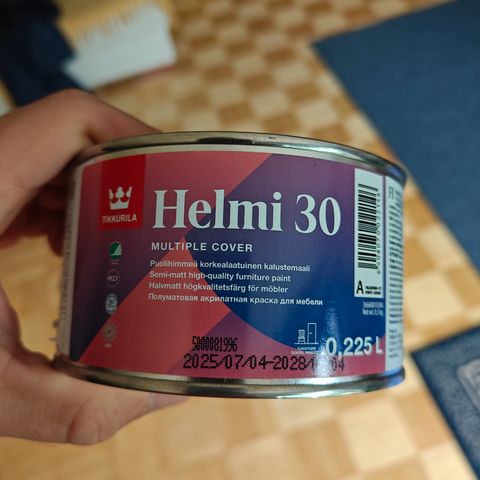 TIKKURILA
Helmi 30
MULTIPLE COVER
Puolihimmeä korkealaatuinen kalustemaali
Semi-matt high-quality furniture paint
Halvmatt högkvalitetsfärg för möbler
Полуматовая акрилатная краска для мебели
A
0,225 L
5000081996
2025/07/04-2028/